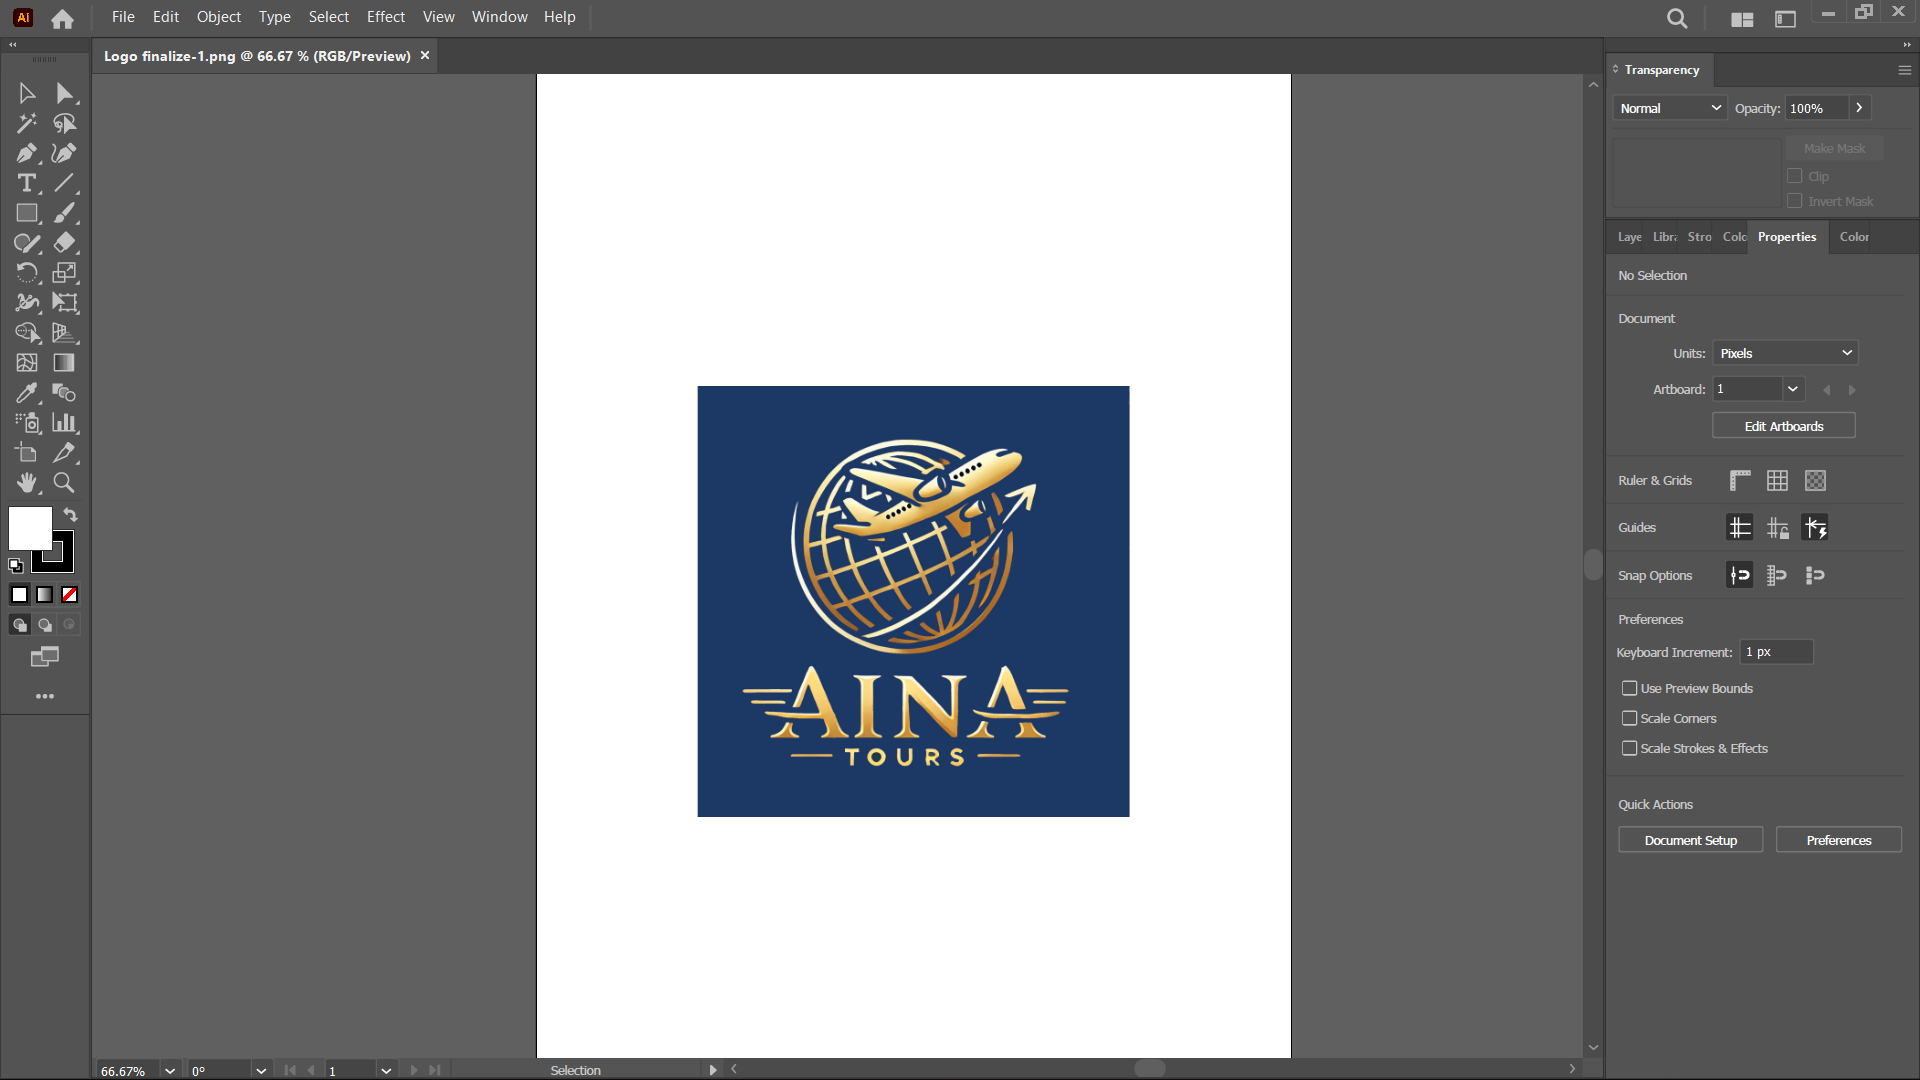 Ai File Edit Object Type Select Effect View Window Help
Logo finalize-1.png @ 66.67 % (RGB/Preview) ×
Transparency
Normal Opacity: 100%
Make Mask
Clip
Invert Mask
Laye Libra Stro Colo Properties Color
No Selection
Document
Units: Pixels
Artboard: 1
Edit Artboards
Ruler & Grids
Guides
Snap Options
Preferences
Keyboard Increment: 1 px
Use Preview Bounds
Scale Corners
Scale Strokes & Effects
Quick Actions
Document Setup Preferences
AINA
TOURS
66.67% 0° 1 Selection